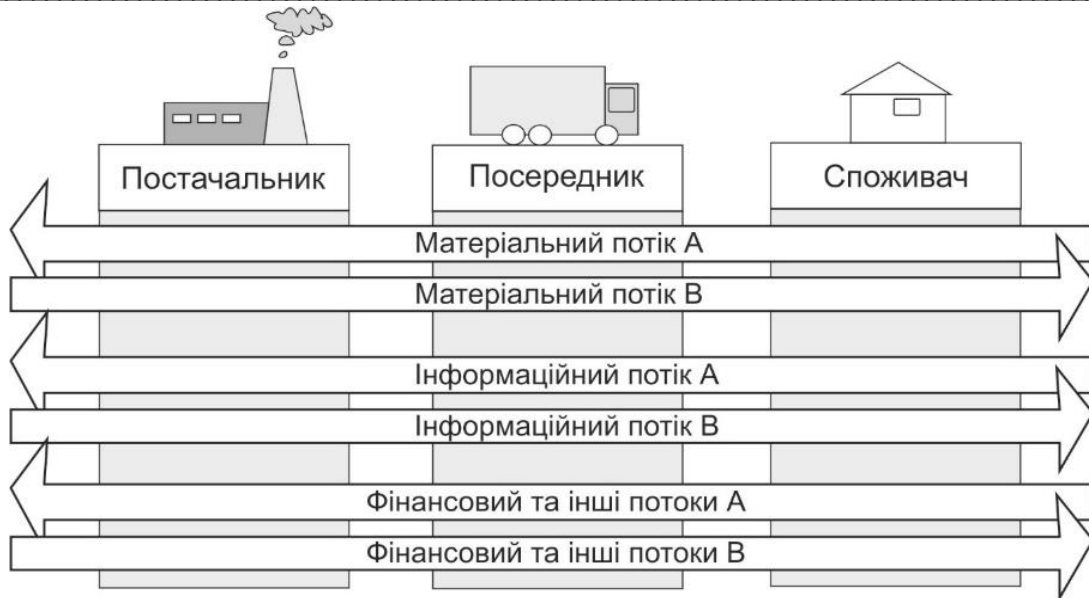 Постачальник
Посередник
Споживач
Матеріальний потік А
Матеріальний потік В
Інформаційний потік А
Інформаційний потік В
Фінансовий та інші потоки А
Фінансовий та інші потоки В